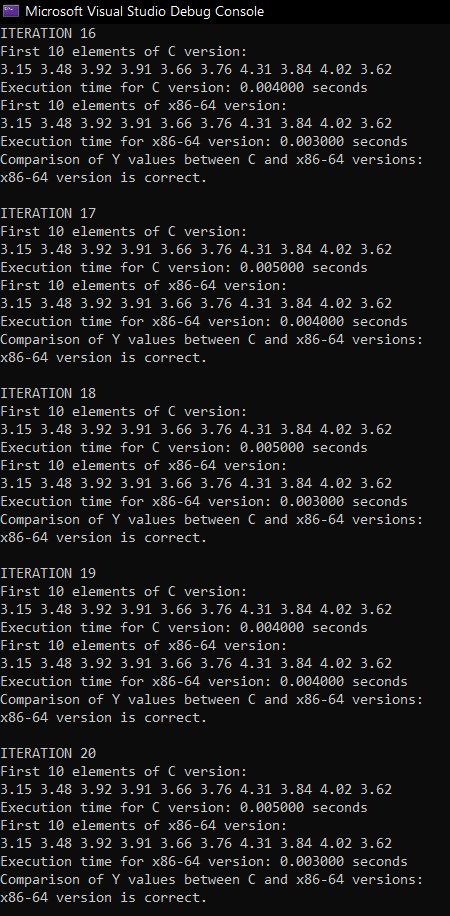 Microsoft Visual Studio Debug Console
ITERATION 16
First 10 elements of C version:
3.15 3.48 3.92 3.91 3.66 3.76 4.31 3.84 4.02 3.62
Execution time for C version: 0.004000 seconds
First 10 elements of x86-64 version:
3.15 3.48 3.92 3.91 3.66 3.76 4.31 3.84 4.02 3.62
Execution time for x86-64 version: 0.003000 seconds
Comparison of Y values between C and x86-64 versions:
x86-64 version is correct.

ITERATION 17
First 10 elements of C version:
3.15 3.48 3.92 3.91 3.66 3.76 4.31 3.84 4.02 3.62
Execution time for C version: 0.005000 seconds
First 10 elements of x86-64 version:
3.15 3.48 3.92 3.91 3.66 3.76 4.31 3.84 4.02 3.62
Execution time for x86-64 version: 0.004000 seconds
Comparison of Y values between C and x86-64 versions:
x86-64 version is correct.

ITERATION 18
First 10 elements of C version:
3.15 3.48 3.92 3.91 3.66 3.76 4.31 3.84 4.02 3.62
Execution time for C version: 0.005000 seconds
First 10 elements of x86-64 version:
3.15 3.48 3.92 3.91 3.66 3.76 4.31 3.84 4.02 3.62
Execution time for x86-64 version: 0.003000 seconds
Comparison of Y values between C and x86-64 versions:
x86-64 version is correct.

ITERATION 19
First 10 elements of C version:
3.15 3.48 3.92 3.91 3.66 3.76 4.31 3.84 4.02 3.62
Execution time for C version: 0.004000 seconds
First 10 elements of x86-64 version:
3.15 3.48 3.92 3.91 3.66 3.76 4.31 3.84 4.02 3.62
Execution time for x86-64 version: 0.004000 seconds
Comparison of Y values between C and x86-64 versions:
x86-64 version is correct.

ITERATION 20
First 10 elements of C version:
3.15 3.48 3.92 3.91 3.66 3.76 4.31 3.84 4.02 3.62
Execution time for C version: 0.005000 seconds
First 10 elements of x86-64 version:
3.15 3.48 3.92 3.91 3.66 3.76 4.31 3.84 4.02 3.62
Execution time for x86-64 version: 0.003000 seconds
Comparison of Y values between C and x86-64 versions:
x86-64 version is correct.